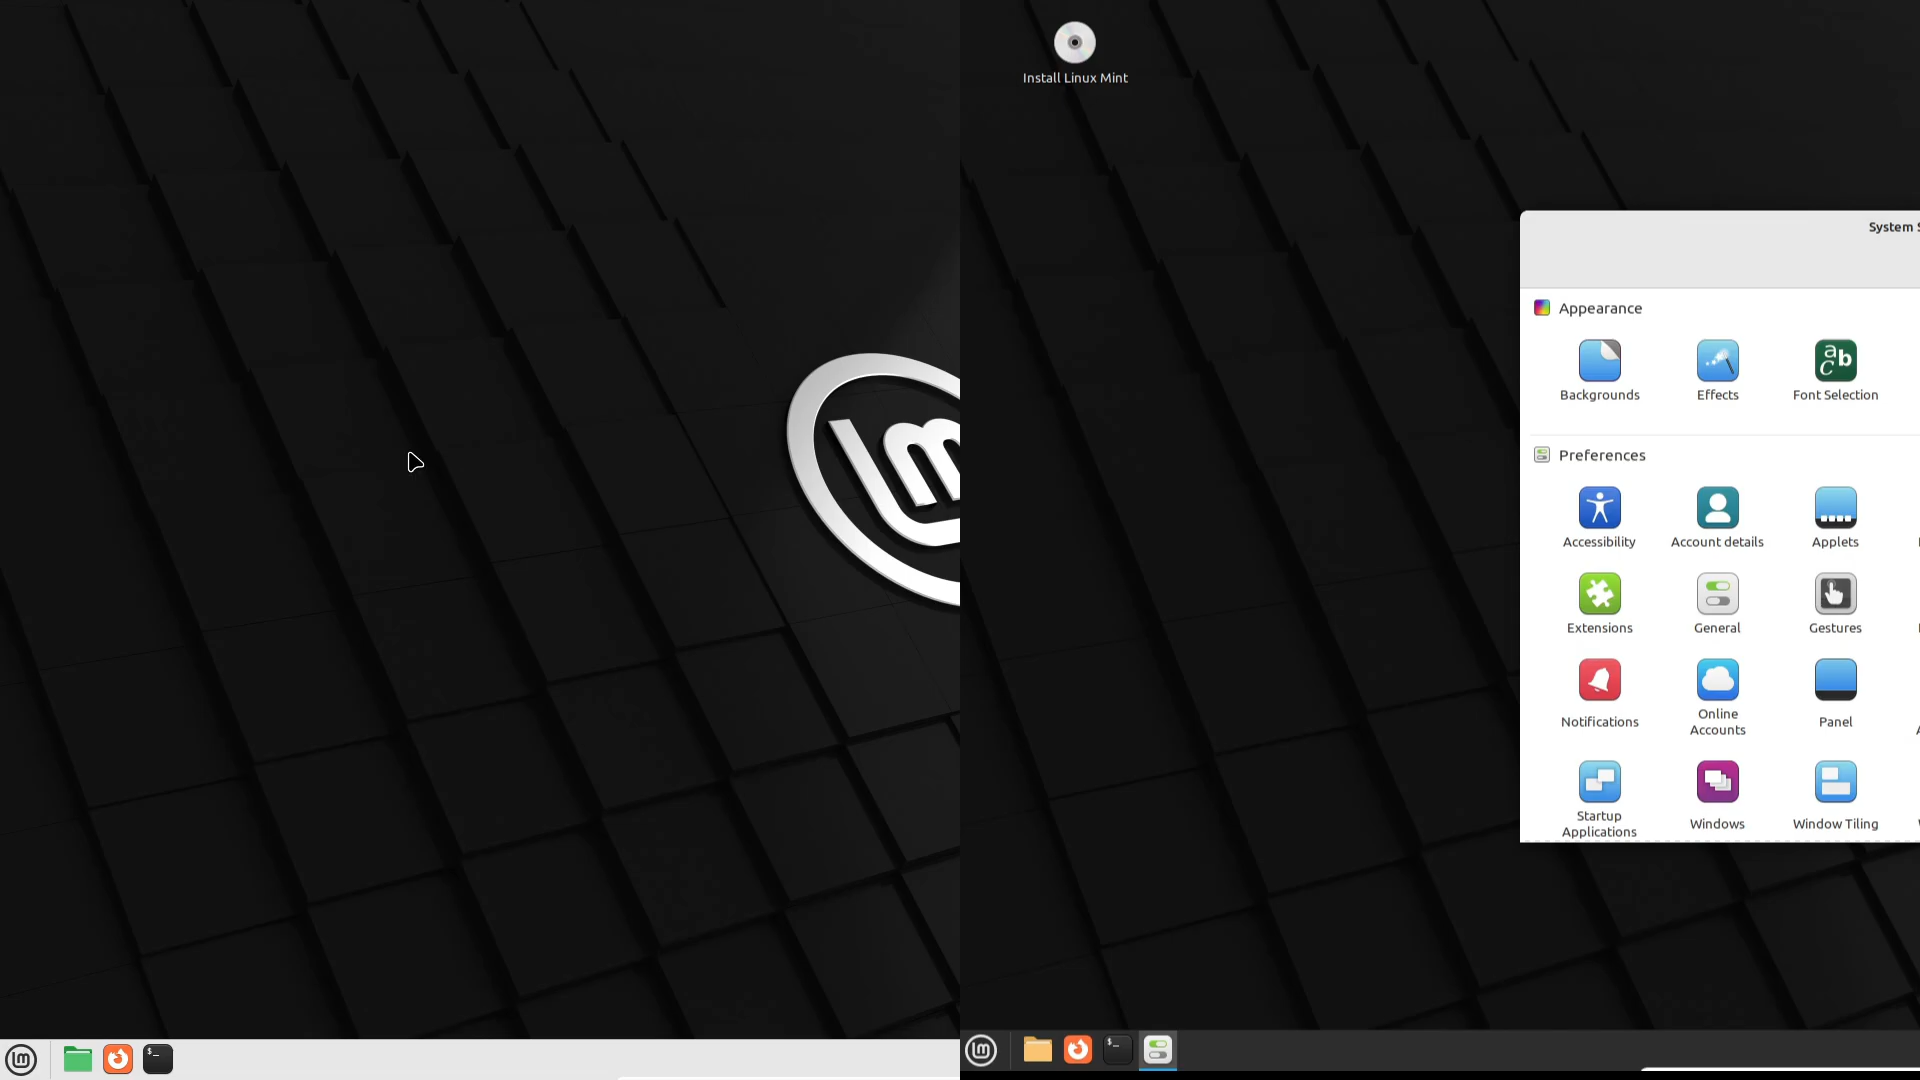 Install Linux Mint
System S
Appearance
Backgrounds
Effects
Font Selection
Preferences
Accessibility
Account details
Applets
Extensions
General
Gestures
Notifications
Online
Accounts
Panel
Startup
Applications
Windows
Window Tiling